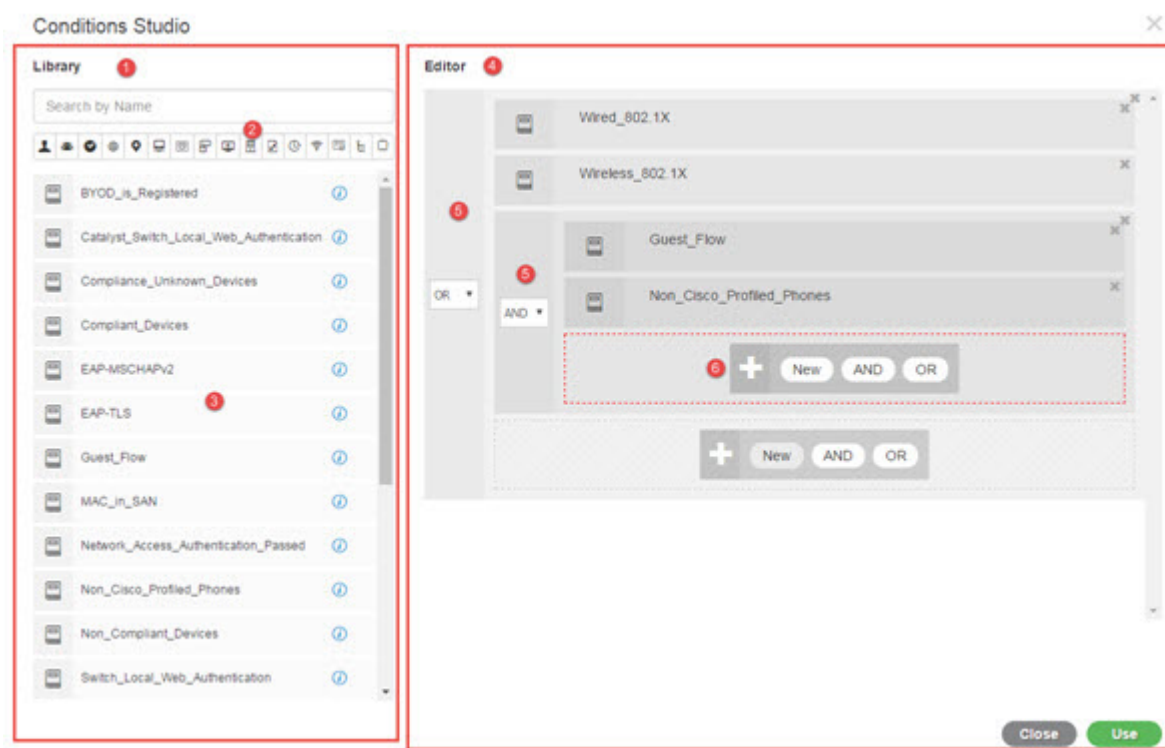 Conditions Studio
Library 1
Search by Name
2
BYOD_is_Registered
Catalyst_Switch_Local_Web_Authentication
Compliance_Unknown_Devices
Compliant_Devices
EAP-MSCHAPv2
3
EAP-TLS
Guest_Flow
MAC_in_SAN
Network_Access_Authentication_Passed
Non_Cisco_Profiled_Phones
Non_Compliant_Devices
Switch_Local_Web_Authentication
Editor 4
Wired_802.1X
Wireless_802.1X
5
OR
5
AND
Guest_Flow
Non_Cisco_Profiled_Phones
6 New AND OR
New AND OR
Close Use